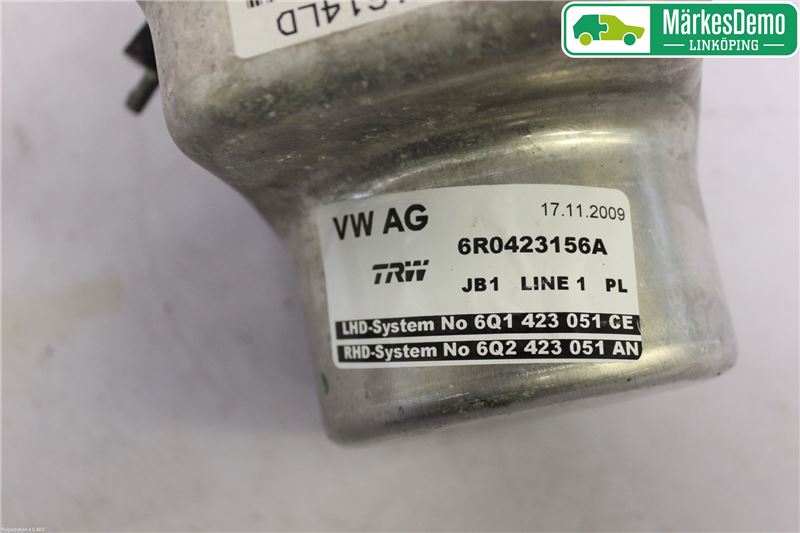 MärkesDemo
LINKÖPING
VW AG
17.11.2009
6R0423156A
TRW
JB1 LINE 1 PL
LHD-System No 6Q1 423 051 CE
RHD-System No 6Q2 423 051 AN